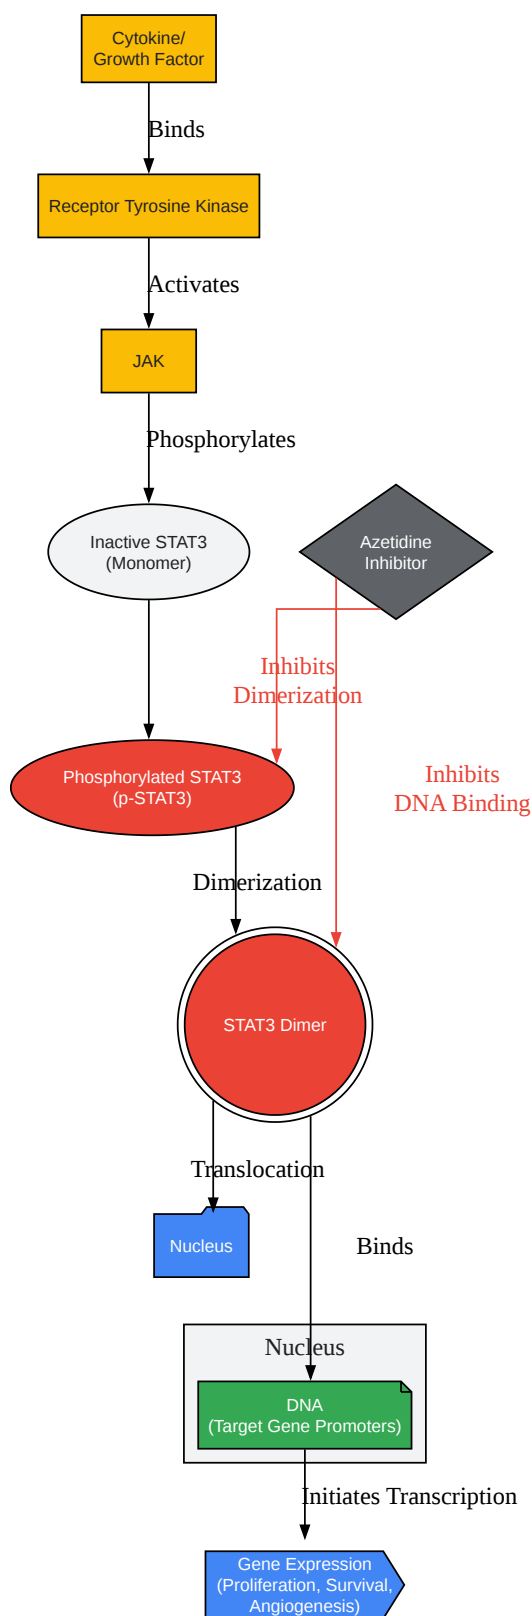 Cytokine/
Growth Factor
Binds
Receptor Tyrosine Kinase
Activates
JAK
Phosphorylates
Inactive STAT3
(Monomer)
Azetidine
Inhibitor
Inhibits
Dimerization
Phosphorylated STAT3
(p-STAT3)
Inhibits
DNA Binding
Dimerization
STAT3 Dimer
Translocation
Nucleus
Binds
Nucleus
DNA
(Target Gene Promoters)
Initiates Transcription
Gene Expression
(Proliferation, Survival,
Angiogenesis)